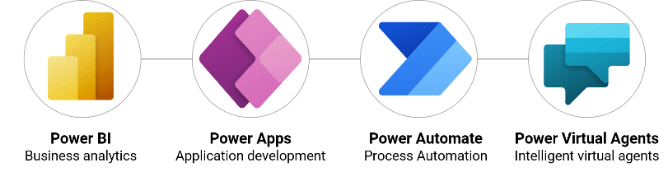 Power BI
Business analytics
Power Apps
Application development
Power Automate
Process Automation
Power Virtual Agents
Intelligent virtual agents